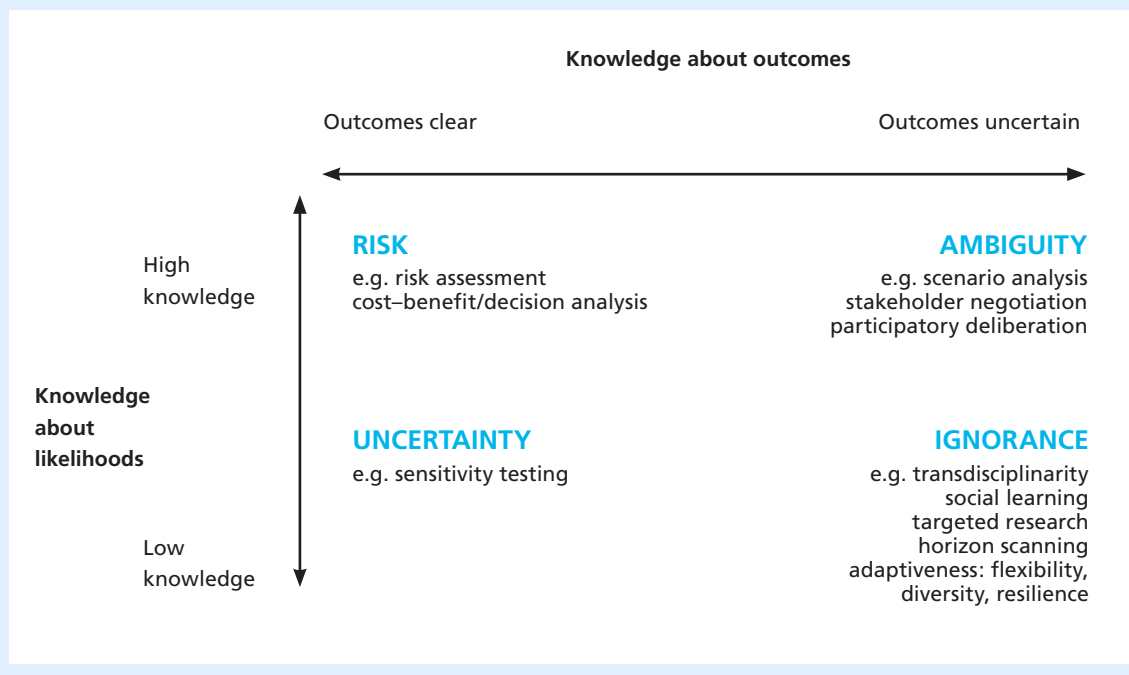 Knowledge about outcomes
Outcomes clear
Outcomes uncertain
High
knowledge
RISK
e.g. risk assessment
cost–benefit/decision analysis
AMBIGUITY
e.g. scenario analysis
stakeholder negotiation
participatory deliberation
Knowledge
about
likelihoods
UNCERTAINTY
e.g. sensitivity testing
IGNORANCE
e.g. transdisciplinarity
social learning
targeted research
horizon scanning
adaptiveness: flexibility,
diversity, resilience
Low
knowledge